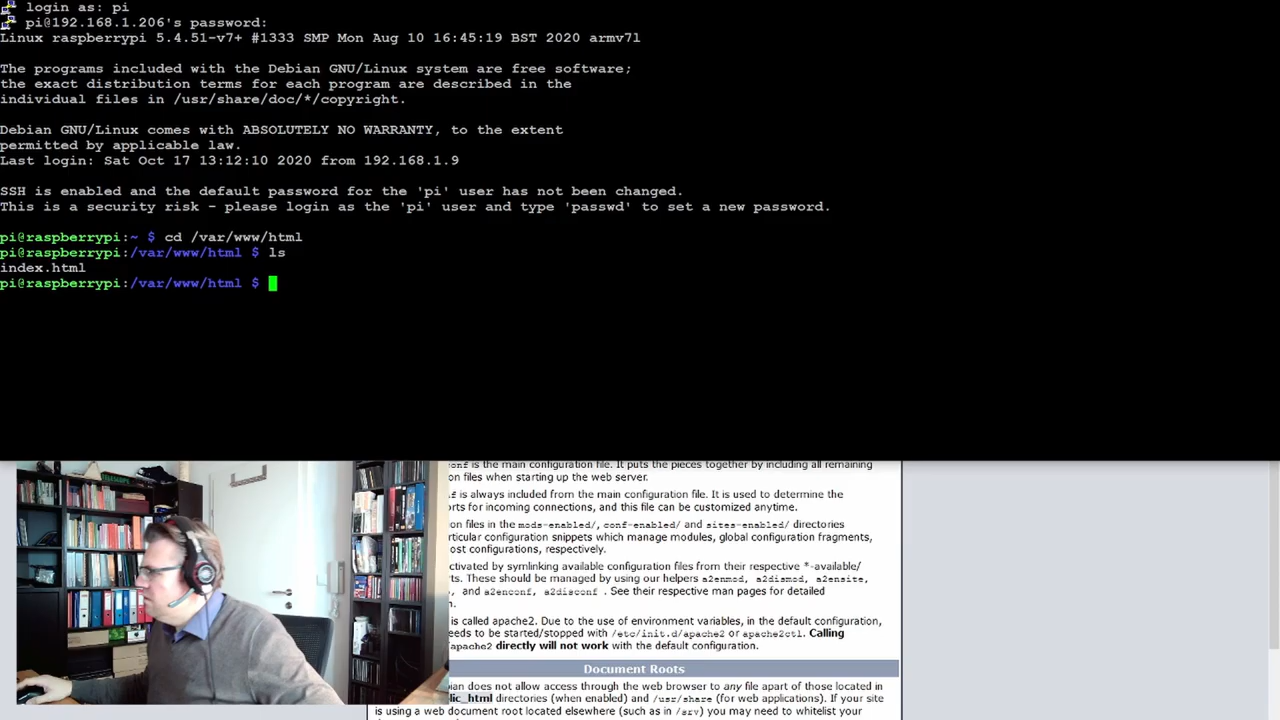 login as: pi
pi@192.168.1.206's password:
Linux raspberrypi 5.4.51-v7+ #1333 SMP Mon Aug 10 16:45:19 BST 2020 armv7l
The programs included with the Debian GNU/Linux system are free software;
the exact distribution terms for each program are described in the
individual files in /usr/share/doc/*/copyright.
Debian GNU/Linux comes with ABSOLUTELY NO WARRANTY, to the extent
permitted by applicable law.
Last login: Sat Oct 17 13:12:10 2020 from 192.168.1.9
SSH is enabled and the default password for the 'pi' user has not been changed.
This is a security risk - please login as the 'pi' user and type 'passwd' to set a new password.
pi@raspberrypi:~ $ cd /var/www/html
pi@raspberrypi:/var/www/html $ ls
index.html
pi@raspberrypi:/var/www/html $
is the main configuration file. It puts the pieces together by including all remaining
on files when starting up the web server.
is always included from the main configuration file. It is used to determine the
orts for incoming connections, and this file can be customized anytime.
ion files in the mods-enabled/, conf-enabled/ and sites-enabled/ directories
rticular configuration snippets which manage modules, global configuration fragments,
ost configurations, respectively.
ctivated by symlinking available configuration files from their respective *-available/
ts. These should be managed by using our helpers a2enmod, a2dismod, a2ensite,
, and a2enconf, a2disconf . See their respective man pages for detailed
n.
is called apache2. Due to the use of environment variables, in the default configuration,
eeds to be started/stopped with /etc/init.d/apache2 or apache2ctl. Calling
apache2 directly will not work with the default configuration.
Document Roots
ian does not allow access through the web browser to any file apart of those located in
lic_html directories (when enabled) and /usr/share (for web applications). If your site
is using a web document root located elsewhere (such as in /srv) you may need to whitelist your